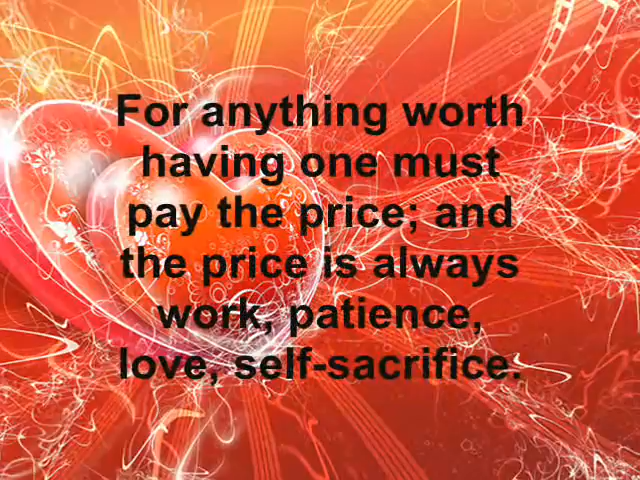 For anything worth
having one must
pay the price; and
the price is always
work, patience,
love, self-sacrifice.